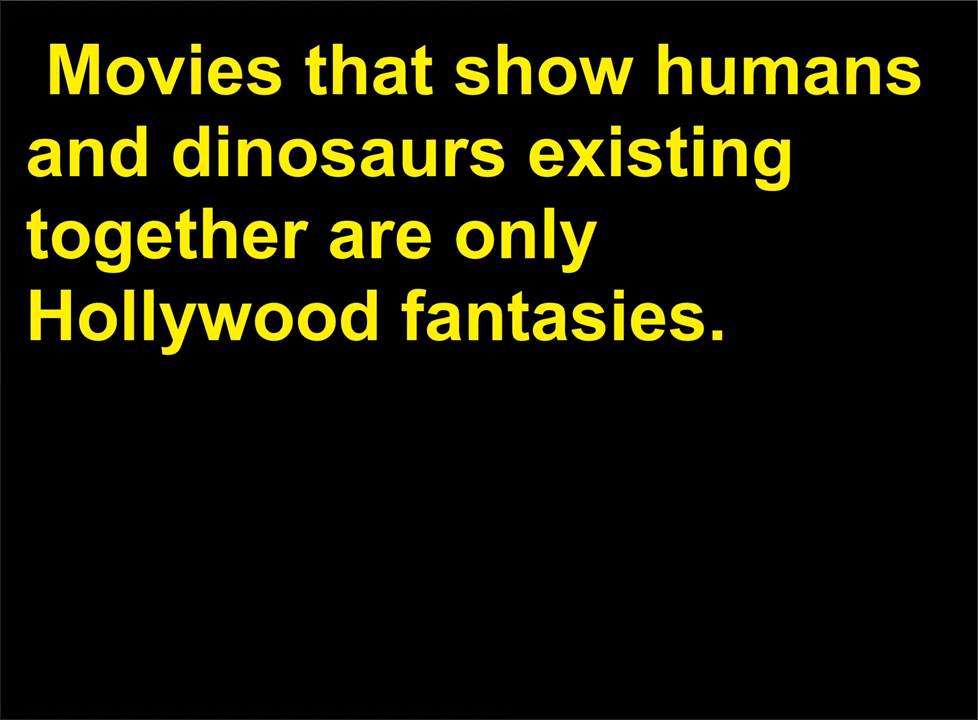 Movies that show humans
and dinosaurs existing
together are only
Hollywood fantasies.